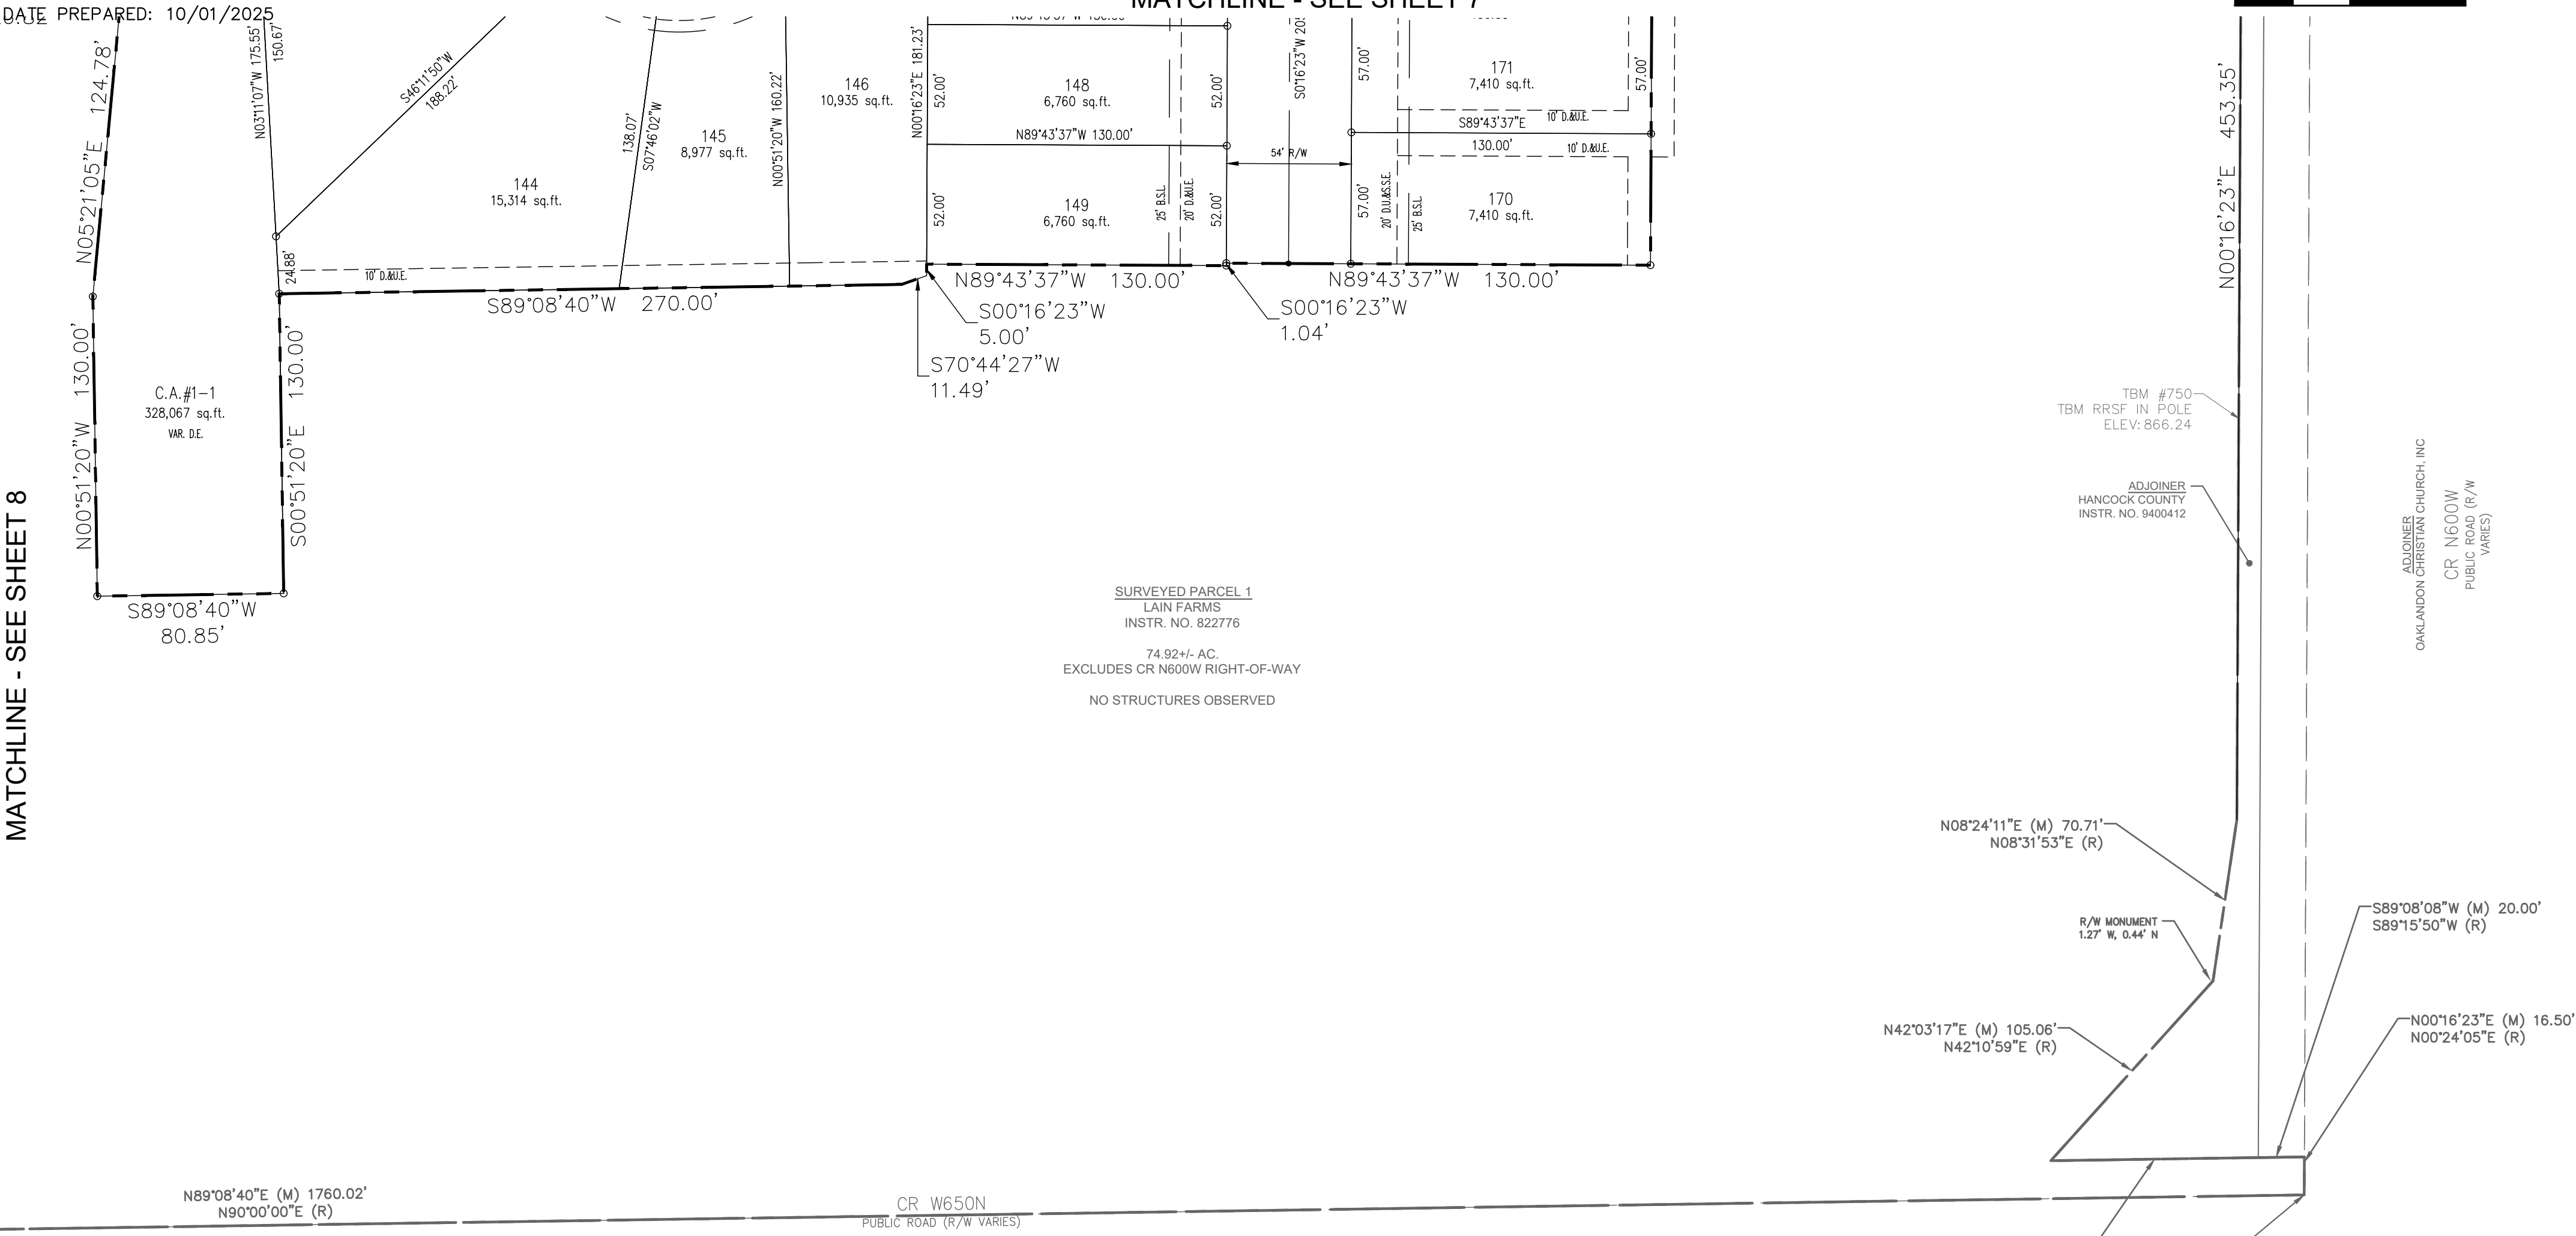 DATE PREPARED: 10/01/2025
MATCHLINE - SEE SHEET 7
MATCHLINE - SEE SHEET 8
N05°21'05"E 124.78'
N03°11'07"W 175.55'
150.67'
S46°11'50"W
188.22'
24.88'
144
15,314 sq.ft.
10' D.&U.E.
138.07'
S07°46'02"W
145
8,977 sq.ft.
N00°51'20"W 160.22'
146
10,935 sq.ft.
N00°16'23"E 181.23'
52.00'
148
6,760 sq.ft.
52.00'
N89°43'37"W 130.00'
52.00'
149
6,760 sq.ft.
52.00'
25' B.S.L.
20' D.&U.E.
54' R/W
57.00'
171
7,410 sq.ft.
57.00'
10' D.&U.E.
S89°43'37"E
130.00'
10' D.&U.E.
57.00'
20' D.U.&S.S.E.
25' B.S.L.
170
7,410 sq.ft.
S89°08'40"W 270.00'
N89°43'37"W 130.00'
S00°16'23"W
5.00'
S70°44'27"W
11.49'
S00°16'23"W
1.04'
N89°43'37"W 130.00'
N00°51'20"W 130.00'
C.A.#1-1
328,067 sq.ft.
VAR. D.E.
S00°51'20"E 130.00'
S89°08'40"W
80.85'
SURVEYED PARCEL 1
LAIN FARMS
INSTR. NO. 822776
74.92+/- AC.
EXCLUDES CR N600W RIGHT-OF-WAY
NO STRUCTURES OBSERVED
N00°16'23"E 453.35'
TBM #750
TBM RRSF IN POLE
ELEV: 866.24
ADJOINER
HANCOCK COUNTY
INSTR. NO. 9400412
ADJOINER
OAKLANDON CHRISTIAN CHURCH, INC
CR N600W
PUBLIC ROAD (R/W
VARIES)
N08°24'11"E (M) 70.71'
N08°31'53"E (R)
R/W MONUMENT
1.27' W, 0.44' N
S89°08'08"W (M) 20.00'
S89°15'50"W (R)
N42°03'17"E (M) 105.06'
N42°10'59"E (R)
N00°16'23"E (M) 16.50'
N00°24'05"E (R)
N89°08'40"E (M) 1760.02'
N90°00'00"E (R)
CR W650N
PUBLIC ROAD (R/W VARIES)